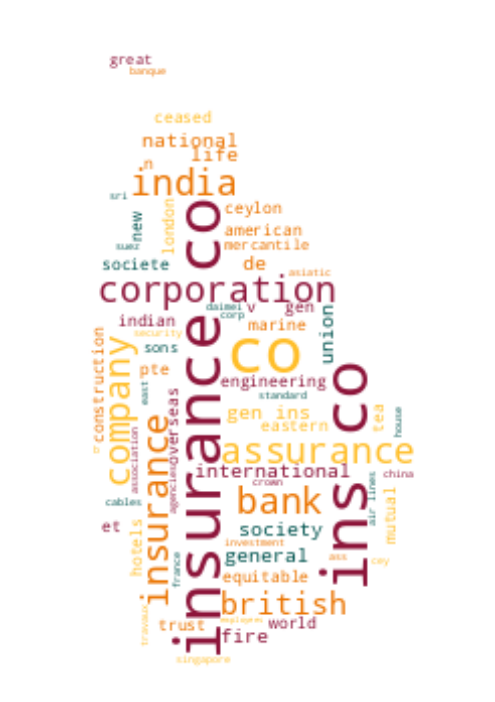 great
banque
ceased
national
life
n
india
sri
co
ceylon
new
london
american
suez
mercantile
societe
de
asiatic
corporation
daimei
v
gen
corp
indian
marine
union
security
construction
sons
co
company
pte
insurance co
ins co
engineering
east
standard
overseas
gen ins
tea
house
eastern
insurance
association
assurance
international
agencies
china
crown
air lines
bank
mutual
cables
et
society
hotels
investment
general
france
ass
cey
equitable
british
travaux
trust
employees
world
fire
singapore